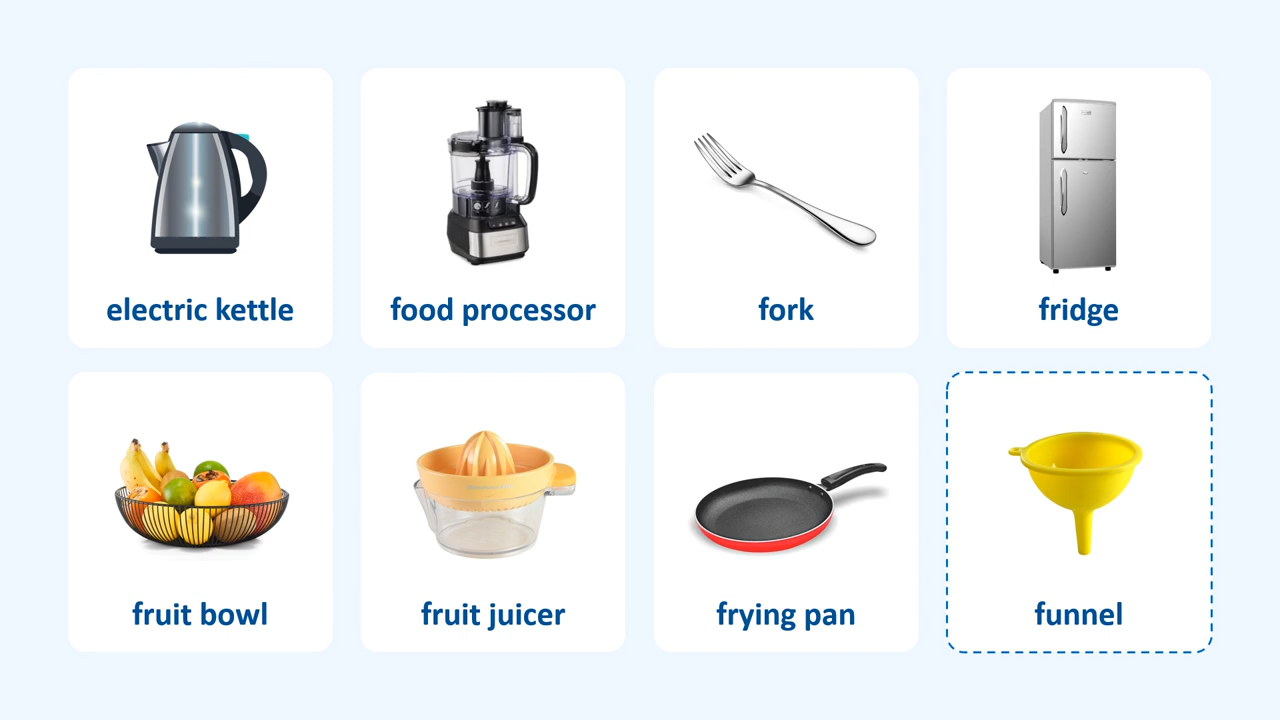 electric kettle
food processor
fork
fridge
fruit bowl
fruit juicer
frying pan
funnel